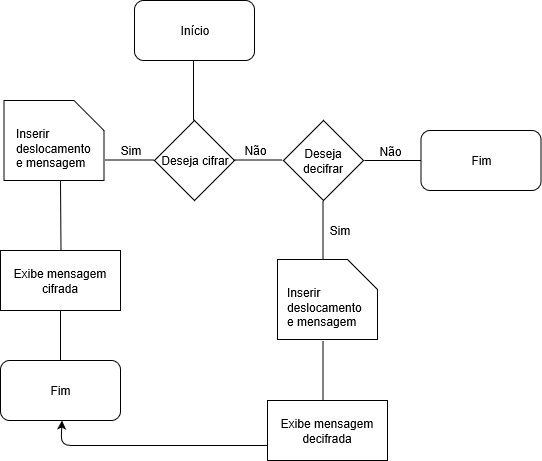 Início
Inserir
deslocamento
e mensagem
Sim
Deseja cifrar
Não
Deseja
decifrar
Não
Fim
Sim
Exibe mensagem
cifrada
Inserir
deslocamento
e mensagem
Fim
Exibe mensagem
decifrada